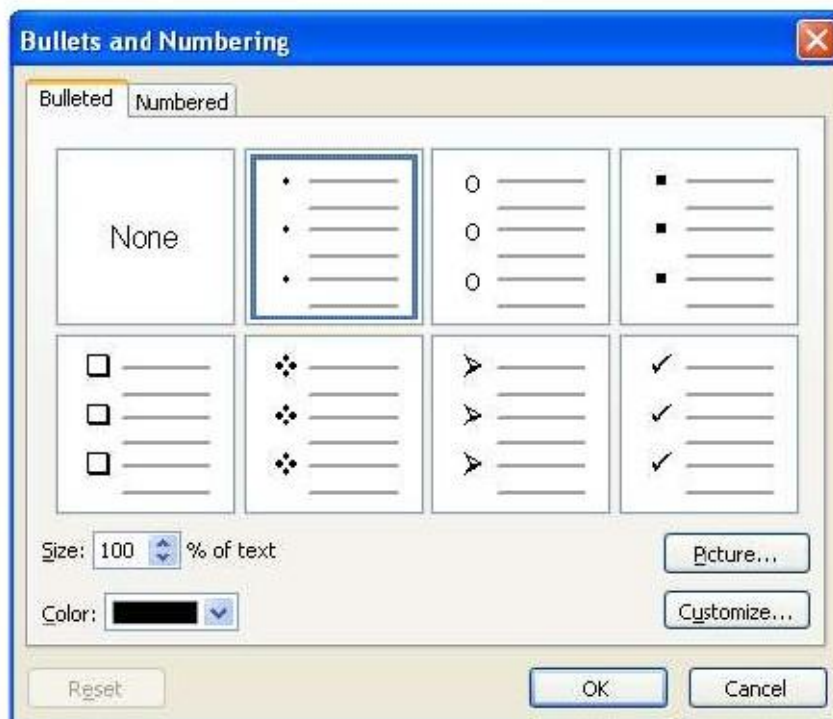 Bullets and Numbering
Bulleted Numbered
None
Size: 100 % of text
Picture...
Color:
Customize...
Reset OK Cancel